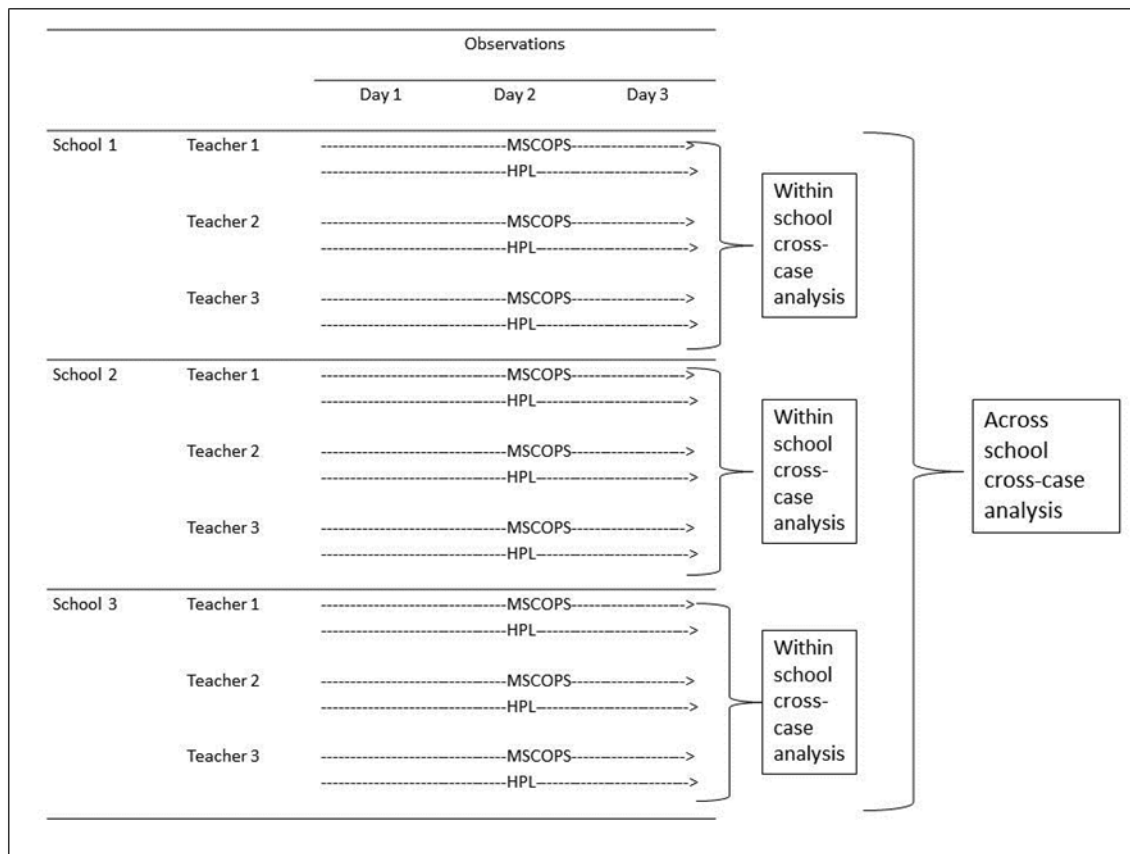 Observations
Day 1 Day 2 Day 3
School 1 Teacher 1 -----MSCOPS----->
-----HPL----->
Teacher 2 -----MSCOPS----->
-----HPL----->
Teacher 3 -----MSCOPS----->
-----HPL----->
Within
school
cross-
case
analysis
School 2 Teacher 1 -----MSCOPS----->
-----HPL----->
Teacher 2 -----MSCOPS----->
-----HPL----->
Teacher 3 -----MSCOPS----->
-----HPL----->
Within
school
cross-
case
analysis
School 3 Teacher 1 -----MSCOPS----->
-----HPL----->
Teacher 2 -----MSCOPS----->
-----HPL----->
Teacher 3 -----MSCOPS----->
-----HPL----->
Within
school
cross-
case
analysis
Across
school
cross-case
analysis